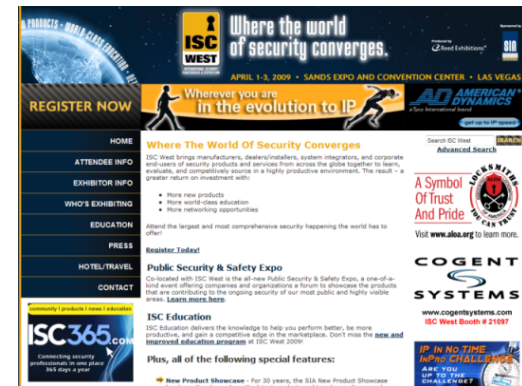 PRODUCTS - WORLD CLASS EDUCATION - NET
ISC
WEST
Where the world
of security converges.
Produced by
Reed Exhibitions
Sponsored by
SIA
APRIL 1-3, 2009 • SANDS EXPO AND CONVENTION CENTER • LAS VEGAS
REGISTER NOW
Wherever you are
in the evolution to IP
AD AMERICAN
DYNAMICS
a Tyco International Brand
get up to IP speed
HOME
ATTENDEE INFO
EXHIBITOR INFO
WHO'S EXHIBITING
EDUCATION
PRESS
HOTEL/TRAVEL
CONTACT
community | products | news | education
ISC365.com
Connecting security
professionals in one place
365 days a year
Where The World Of Security Converges
ISC West brings manufacturers, dealers/installers, system integrators, and corporate
end-users of security products and services from across the globe together to learn,
evaluate, and competitively source in a highly productive environment. The result - a
greater return on investment with:
• More new products
• More world-class education
• More networking opportunities
Attend the largest and most comprehensive security happening the world has to
offer!
Register Today!
Public Security & Safety Expo
Co-located with ISC West is the all-new Public Security & Safety Expo, a one-of-a-
kind event offering companies and organizations a forum to showcase the products
that are contributing to the ongoing security of our most public and highly visible
areas. Learn more here.
ISC Education
ISC Education delivers the knowledge to help you perform better, be more
productive, and gain a competitive edge in the marketplace. Don't miss the new and
improved education program at ISC West 2009!
Plus, all of the following special features:
New Product Showcase - For 30 years, the SIA New Product Showcase
Search ISC West
SEARCH
Advanced Search
A Symbol
Of Trust
And Pride
LOCKSMITHS
YOU CAN TRUST
Visit www.aloa.org to learn more.
COGENT
SYSTEMS
www.cogentsystems.com
ISC West Booth # 21097
IP IN NO TIME
INPRO CHALLENGE
ARE YOU
UP TO THE
CHALLENGE?